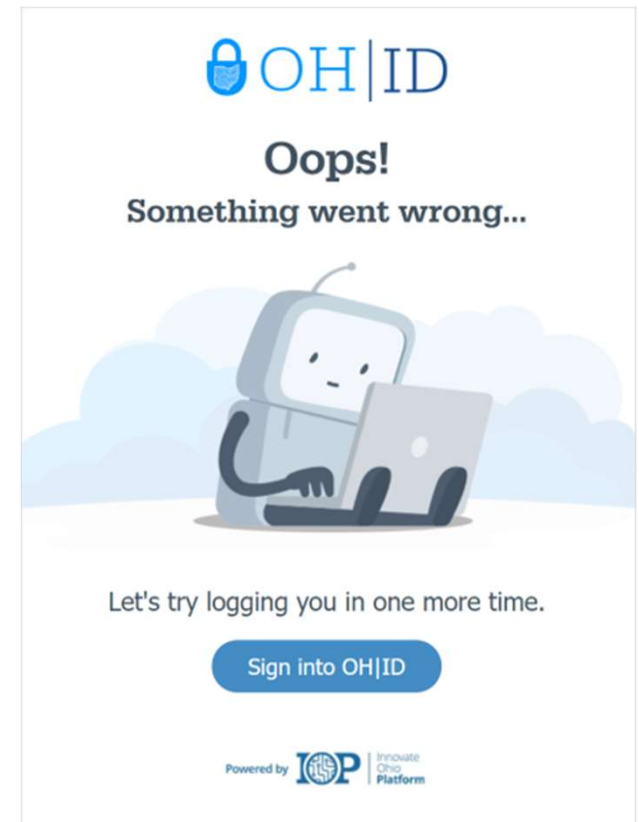 OH|ID
Oops!
Something went wrong...
Let's try logging you in one more time.
Sign into OH|ID
Powered by IOP Innovate
Ohio
Platform